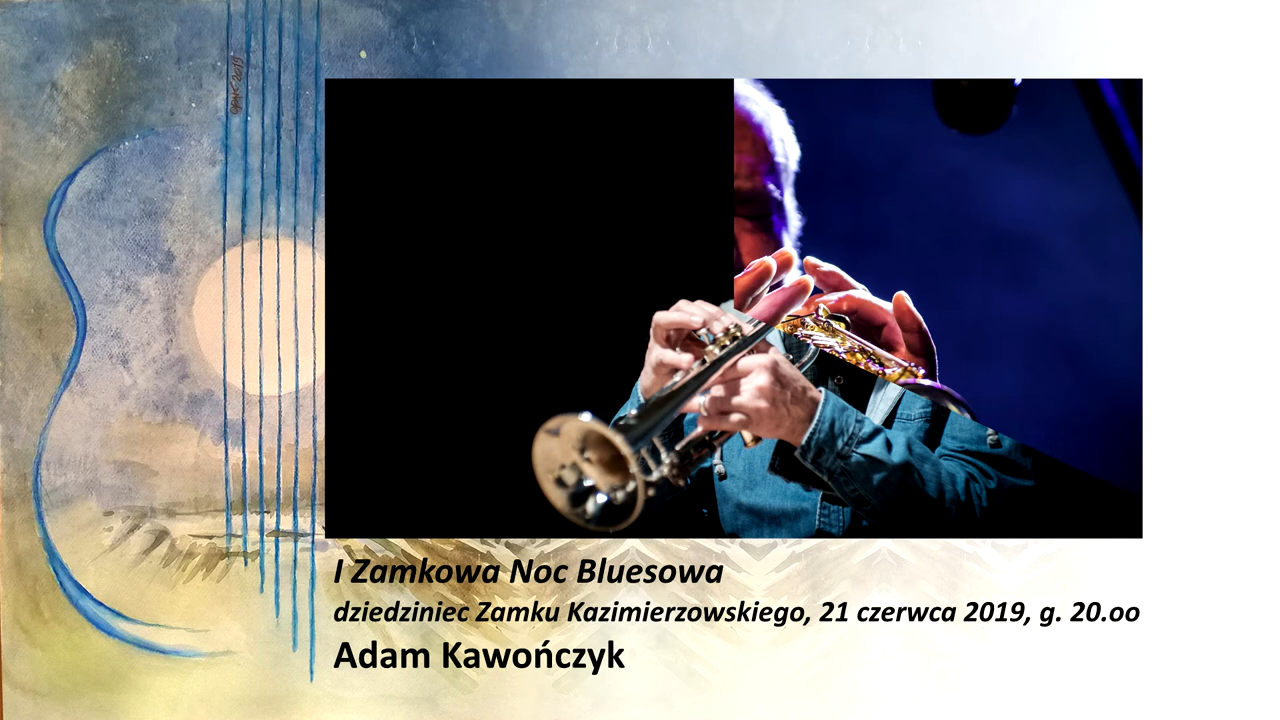 I Zamkowa Noc Bluesowa
dziedziniec Zamku Kazimierzowskiego, 21 czerwca 2019, g. 20.oo
Adam Kawończyk